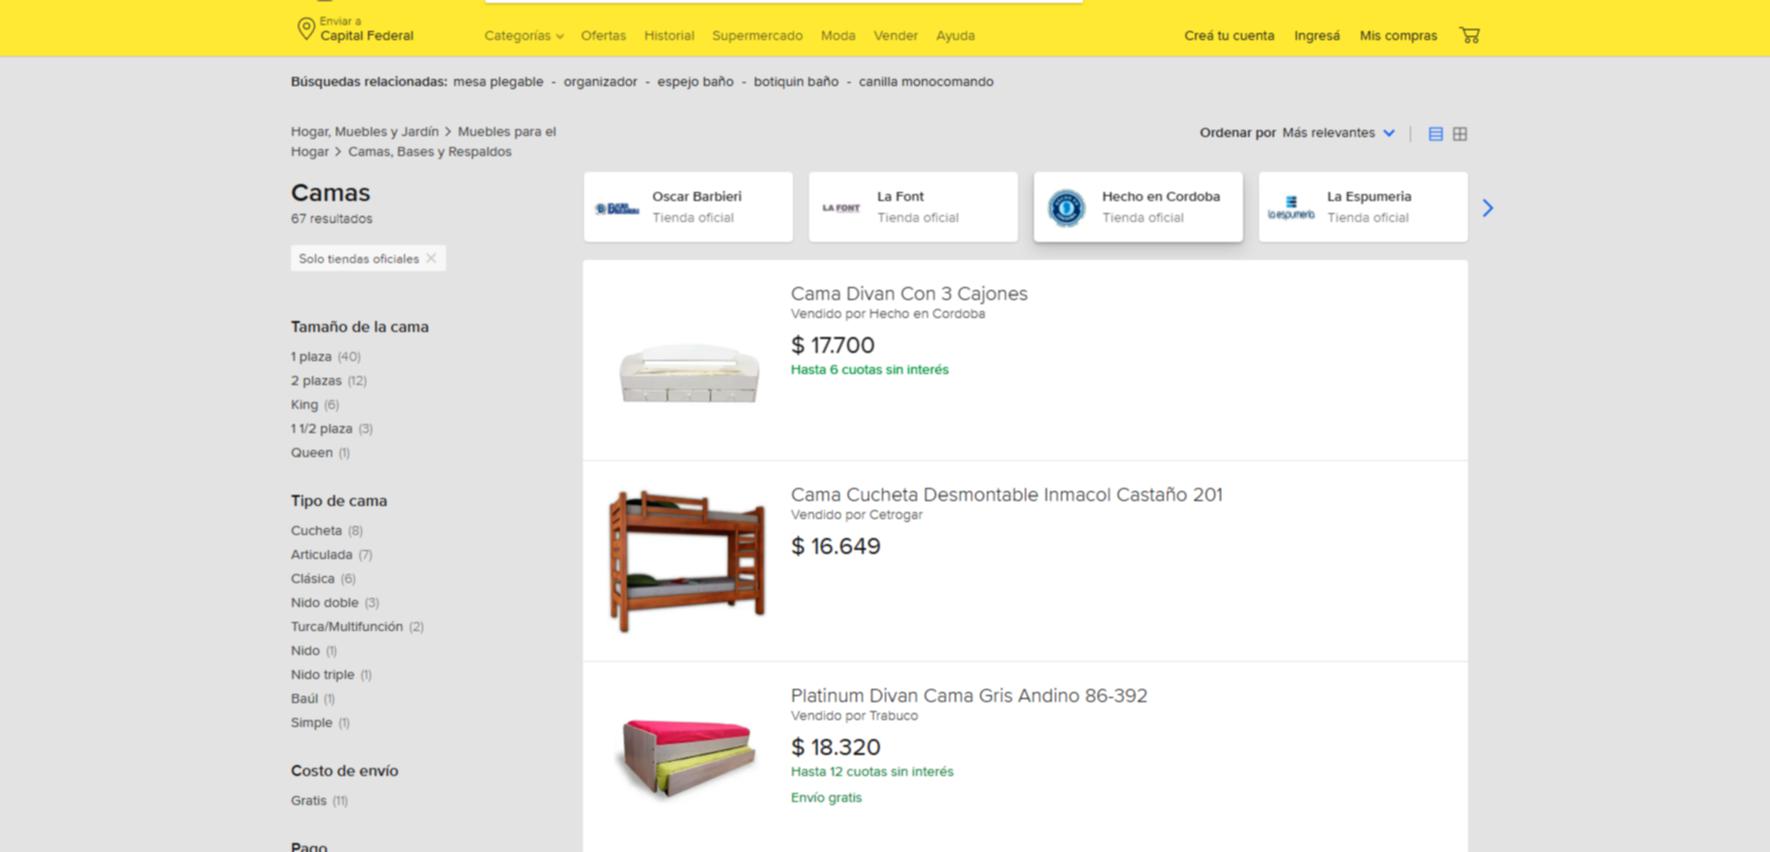 Enviar a
Capital Federal
Categorías Ofertas Historial Supermercado Moda Vender Ayuda
Creá tu cuenta Ingresá Mis compras
Búsquedas relacionadas: mesa plegable - organizador - espejo baño - botiquin baño - canilla monocomando
Hogar, Muebles y Jardín > Muebles para el
Hogar > Camas, Bases y Respaldos
Ordenar por Más relevantes
Camas
67 resultados
Solo tiendas oficiales
Tamaño de la cama
1 plaza (40)
2 plazas (12)
King (6)
1 1/2 plaza (3)
Queen (1)
Tipo de cama
Cucheta (8)
Articulada (7)
Clásica (6)
Nido doble (3)
Turca/Multifunción (2)
Nido (1)
Nido triple (1)
Baúl (1)
Simple (1)
Costo de envío
Gratis (11)
Pago
Oscar Barbieri
Tienda oficial
LA FONT
La Font
Tienda oficial
Hecho en Cordoba
Tienda oficial
la espumería
La Espumeria
Tienda oficial
Cama Divan Con 3 Cajones
Vendido por Hecho en Cordoba
$ 17.700
Hasta 6 cuotas sin interés
Cama Cucheta Desmontable Inmacol Castaño 201
Vendido por Cetrogar
$ 16.649
Platinum Divan Cama Gris Andino 86-392
Vendido por Trabuco
$ 18.320
Hasta 12 cuotas sin interés
Envío gratis